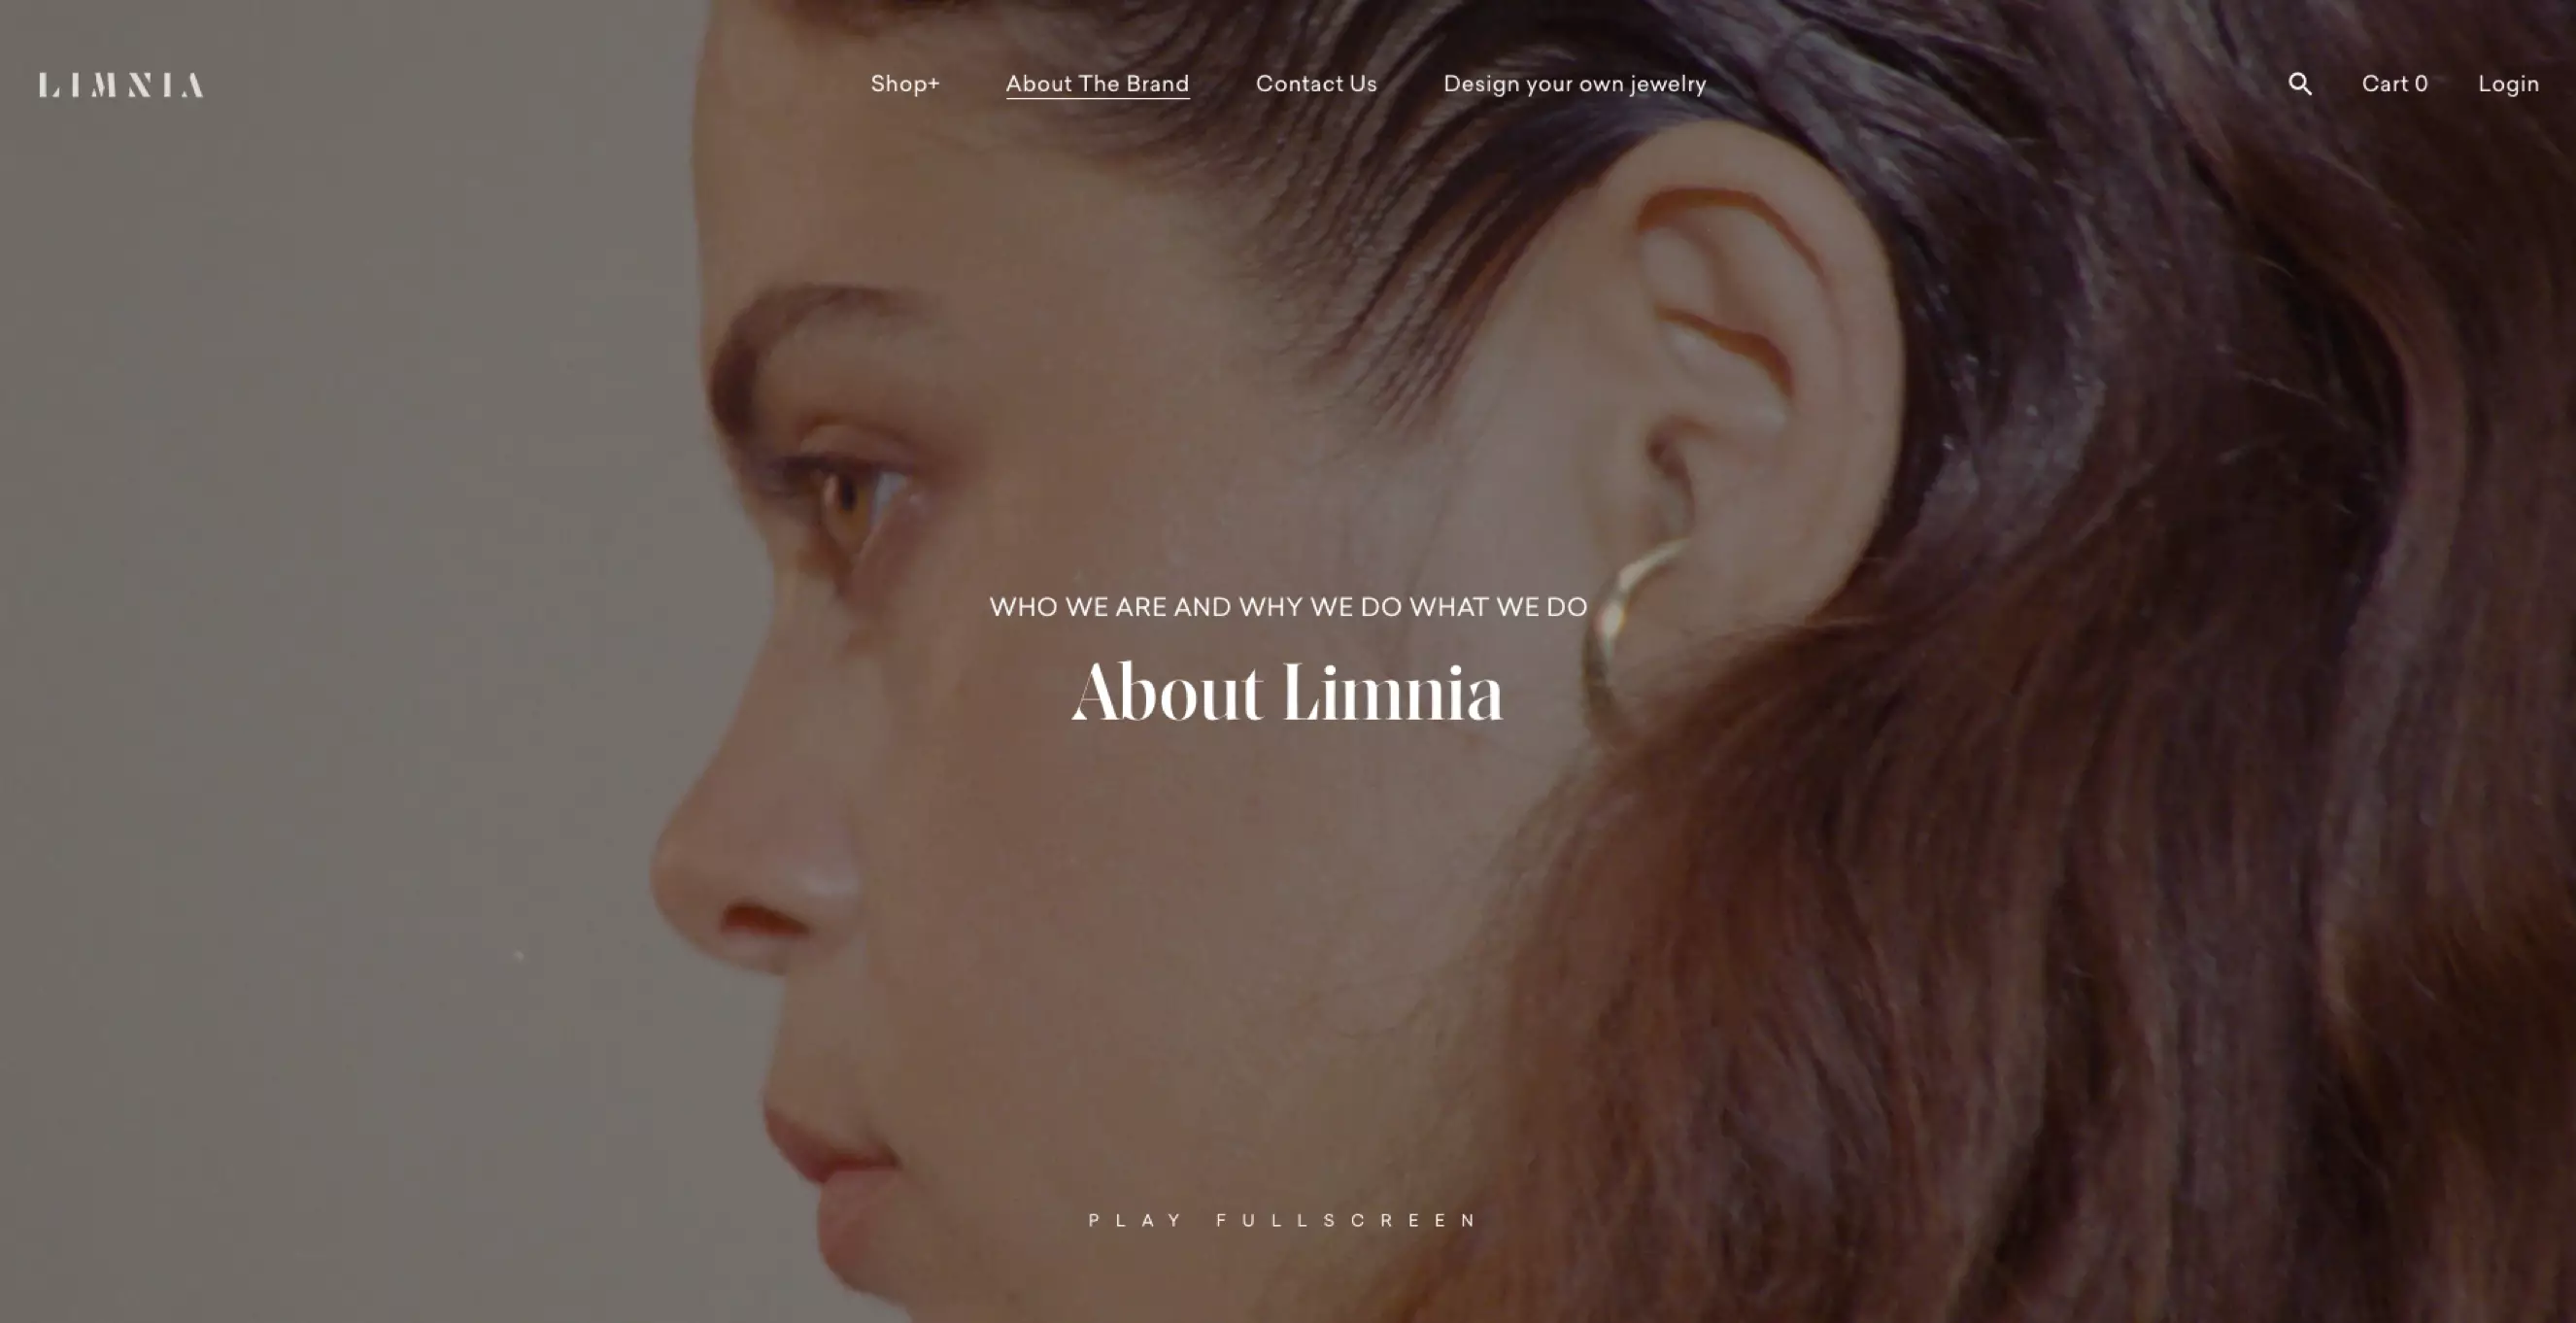 LIMNIA
Shop+
About The Brand
Contact Us
Design your own jewelry
Cart 0
Login
WHO WE ARE AND WHY WE DO WHAT WE DO
About Limnia
PLAY FULLSCREEN